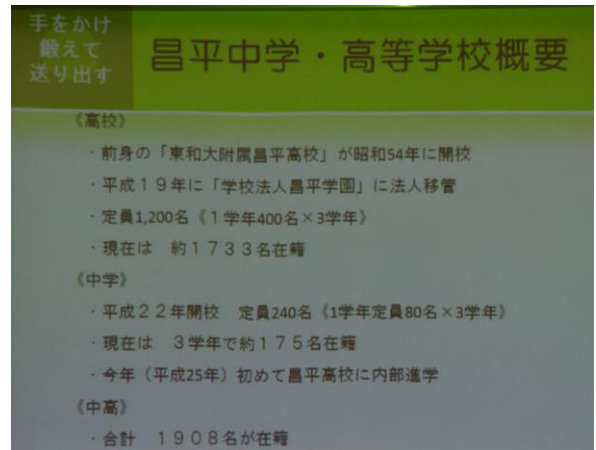 手をかけ
鍛えて
送り出す
昌平中学・高等学校概要
《高校》
・前身の「東和大附属昌平高校」が昭和54年に開校
・平成19年に「学校法人昌平学園」に法人移管
・定員1,200名《1学年400名×3学年》
・現在は　約1733名在籍
《中学》
・平成22年開校　定員240名《1学年定員80名×3学年》
・現在は　3学年で約175名在籍
・今年（平成25年）初めて昌平高校に内部進学
《中高》
・合計　1908名が在籍